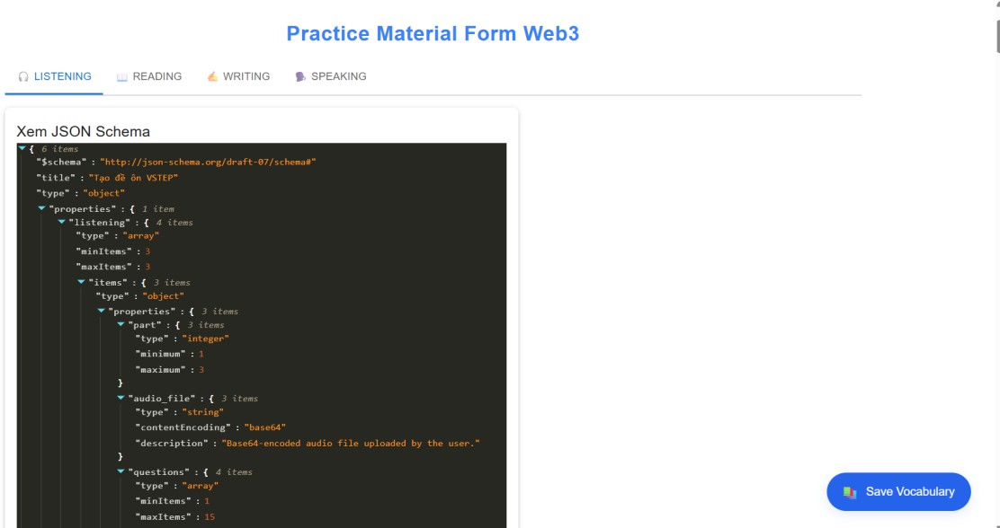 Practice Material Form Web3
LISTENING READING WRITING SPEAKING
Xem JSON Schema
{ 6 items
"$schema" : "http://json-schema.org/draft-07/schema#"
"title" : "Tạo đề ôn VSTEP"
"type" : "object"
"properties" : { 1 item
"listening" : { 4 items
"type" : "array"
"minItems" : 3
"maxItems" : 3
"items" : { 3 items
"type" : "object"
"properties" : { 3 items
"part" : { 3 items
"type" : "integer"
"minimum" : 1
"maximum" : 3
}
"audio_file" : { 3 items
"type" : "string"
"contentEncoding" : "base64"
"description" : "Base64-encoded audio file uploaded by the user."
}
"questions" : { 4 items
"type" : "array"
"minItems" : 1
"maxItems" : 15
Save Vocabulary